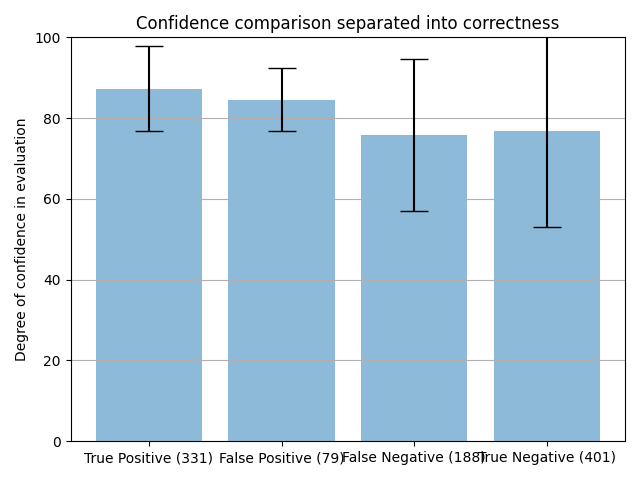 Confidence comparison separated into correctness
Degree of confidence in evaluation
100
80
60
40
20
0
True Positive (331)
False Positive (79)
False Negative (188)
True Negative (401)